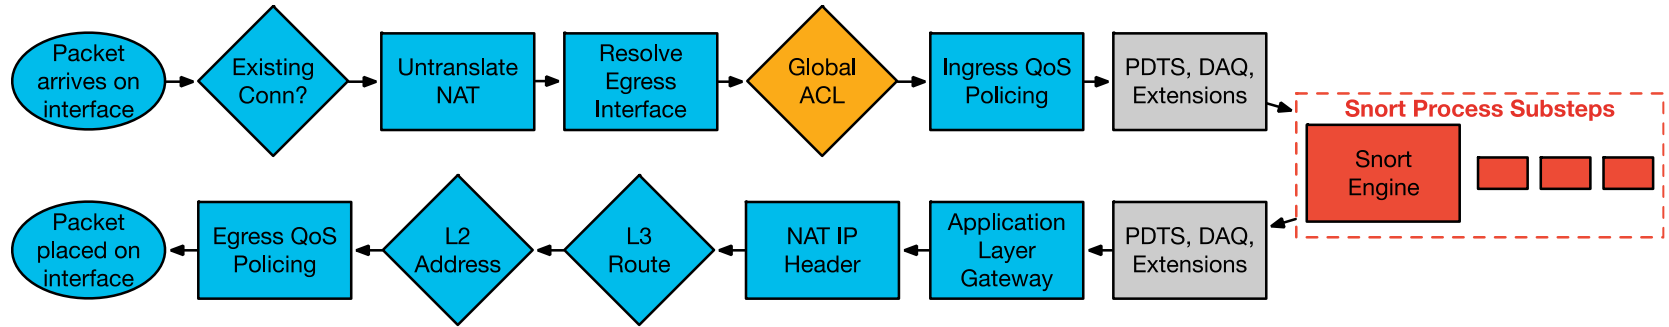 Packet
arrives on
interface
Existing
Conn?
Untranslate
NAT
Resolve
Egress
Interface
Global
ACL
Ingress QoS
Policing
PDTS, DAQ,
Extensions
Snort Process Substeps
Snort
Engine
Packet
placed on
interface
Egress QoS
Policing
L2
Address
L3
Route
NAT IP
Header
Application
Layer
Gateway
PDTS, DAQ,
Extensions